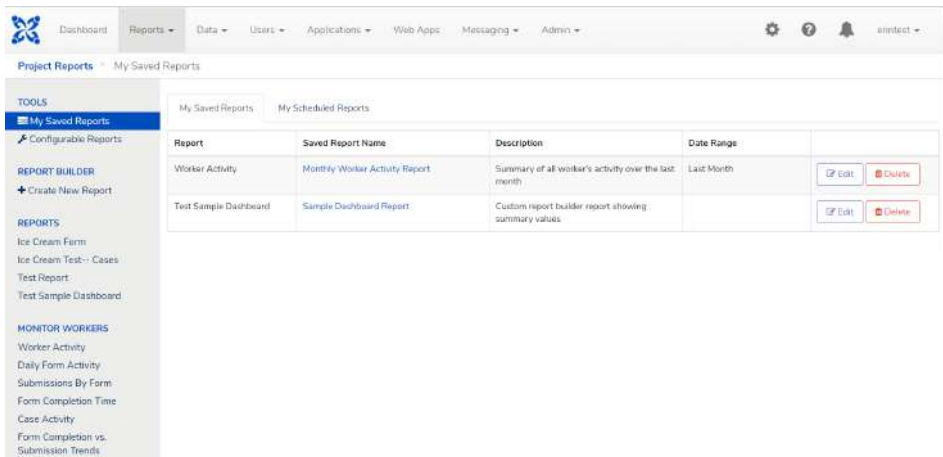 Dashboard Reports Data Users Applications Web Apps Messaging Admin
Project Reports My Saved Reports
TOOLS
My Saved Reports
Configurable Reports
REPORT BUILDER
Create New Report
REPORTS
Ice Cream Form
Ice Cream Test-- Cases
Test Report
Test Sample Dashboard
MONITOR WORKERS
Worker Activity
Daily Form Activity
Submissions By Form
Form Completion Time
Case Activity
Form Completion vs.
Submission Trends
My Saved Reports My Scheduled Reports
Report Saved Report Name Description Date Range
Worker Activity Monthly Worker Activity Report Summary of all worker's activity over the last Last Month Edit Delete
month
Test Sample Dashboard Sample Dashboard Report Custom report builder report showing Edit Delete
summary values